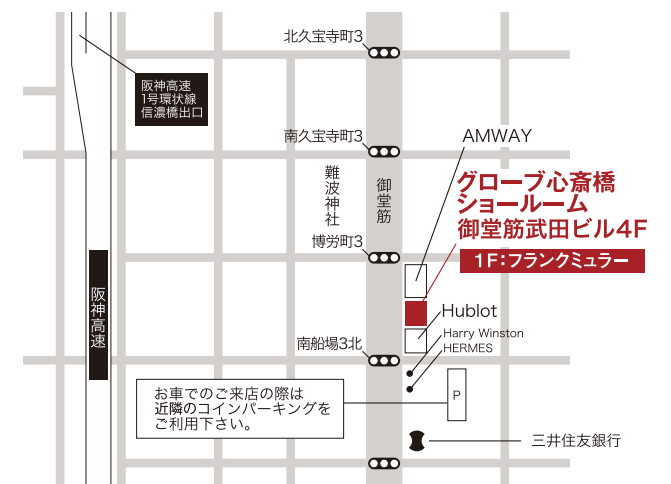 北久宝寺町3
阪神高速
1号環状線
信濃橋出口
南久宝寺町3
AMWAY
難波神社
御堂筋
グローブ心斎橋
ショールーム
御堂筋武田ビル4F
1F：フランクミュラー
博労町3
阪神高速
Hublot
Harry Winston
HERMES
南船場3北
お車でのご来店の際は
近隣のコインパーキングを
ご利用下さい。
P
三井住友銀行